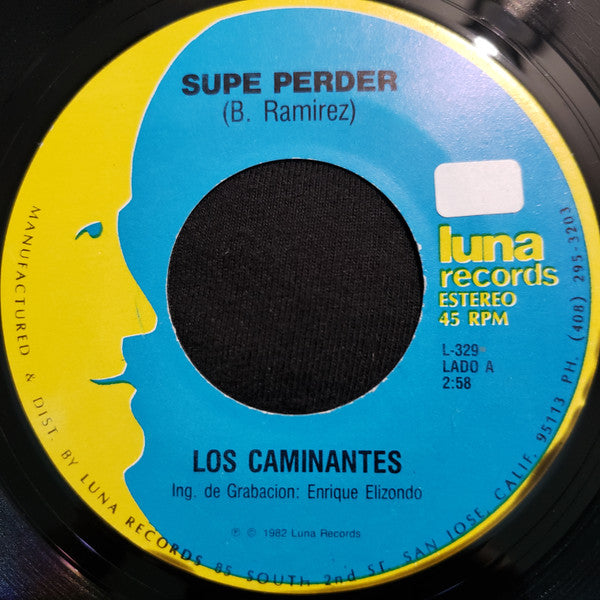 SUPE PERDER
(B. Ramirez)
luna
records
ESTEREO
45 RPM
L-329
LADO A
2:58
LOS CAMINANTES
Ing. de Grabacion: Enrique Elizondo
℗ © 1982 Luna Records
MANUFACTURED & DIST. BY LUNA RECORDS 85 SOUTH 2nd ST. SAN JOSE, CALIF. 95113 PH. (408) 295-3203